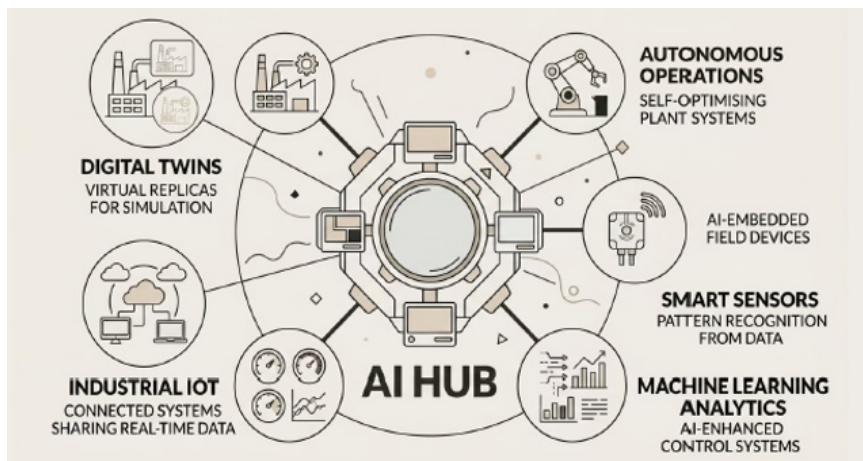 DIGITAL TWINS
VIRTUAL REPLICAS
FOR SIMULATION
INDUSTRIAL IOT
CONNECTED SYSTEMS
SHARING REAL-TIME DATA
AI HUB
AUTONOMOUS
OPERATIONS
SELF-OPTIMISING
PLANT SYSTEMS
AI-EMBEDDED
FIELD DEVICES
SMART SENSORS
PATTERN RECOGNITION
FROM DATA
MACHINE LEARNING
ANALYTICS
AI-ENHANCED
CONTROL SYSTEMS